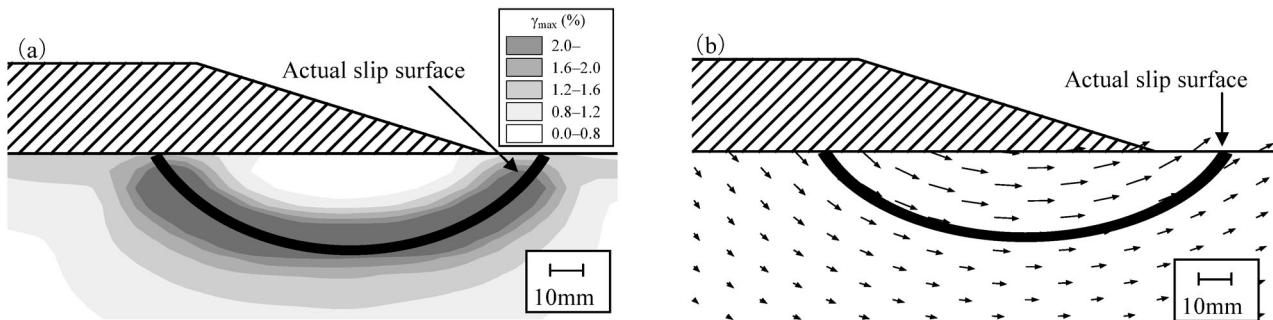 (a)
γmax (%)
2.0–
1.6–2.0
1.2–1.6
0.8–1.2
0.0–0.8
Actual slip surface
10mm
(b)
Actual slip surface
10mm